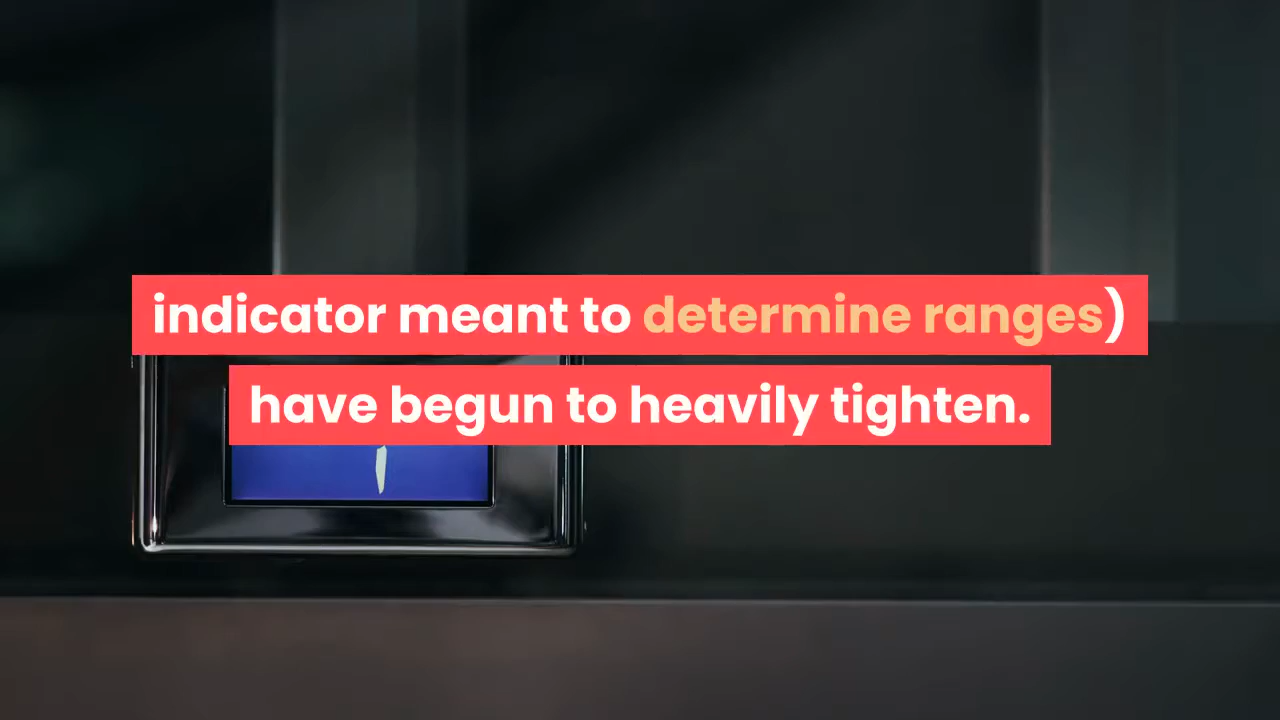 indicator meant to determine ranges)
have begun to heavily tighten.